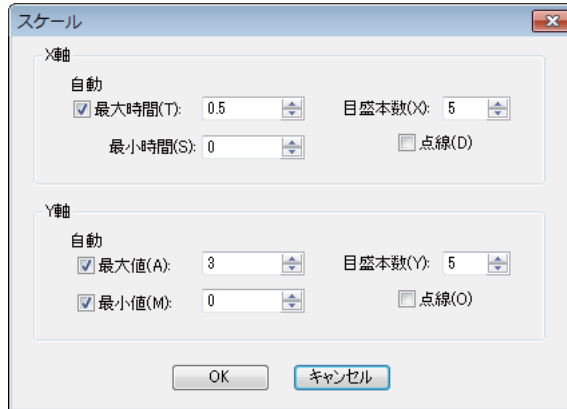 スケール
X軸
自動
最大時間(T): 0.5 目盛本数(X): 5
最小時間(S): 0 点線(D)
Y軸
自動
最大値(A): 3 目盛本数(Y): 5
最小値(M): 0 点線(O)
OK キャンセル